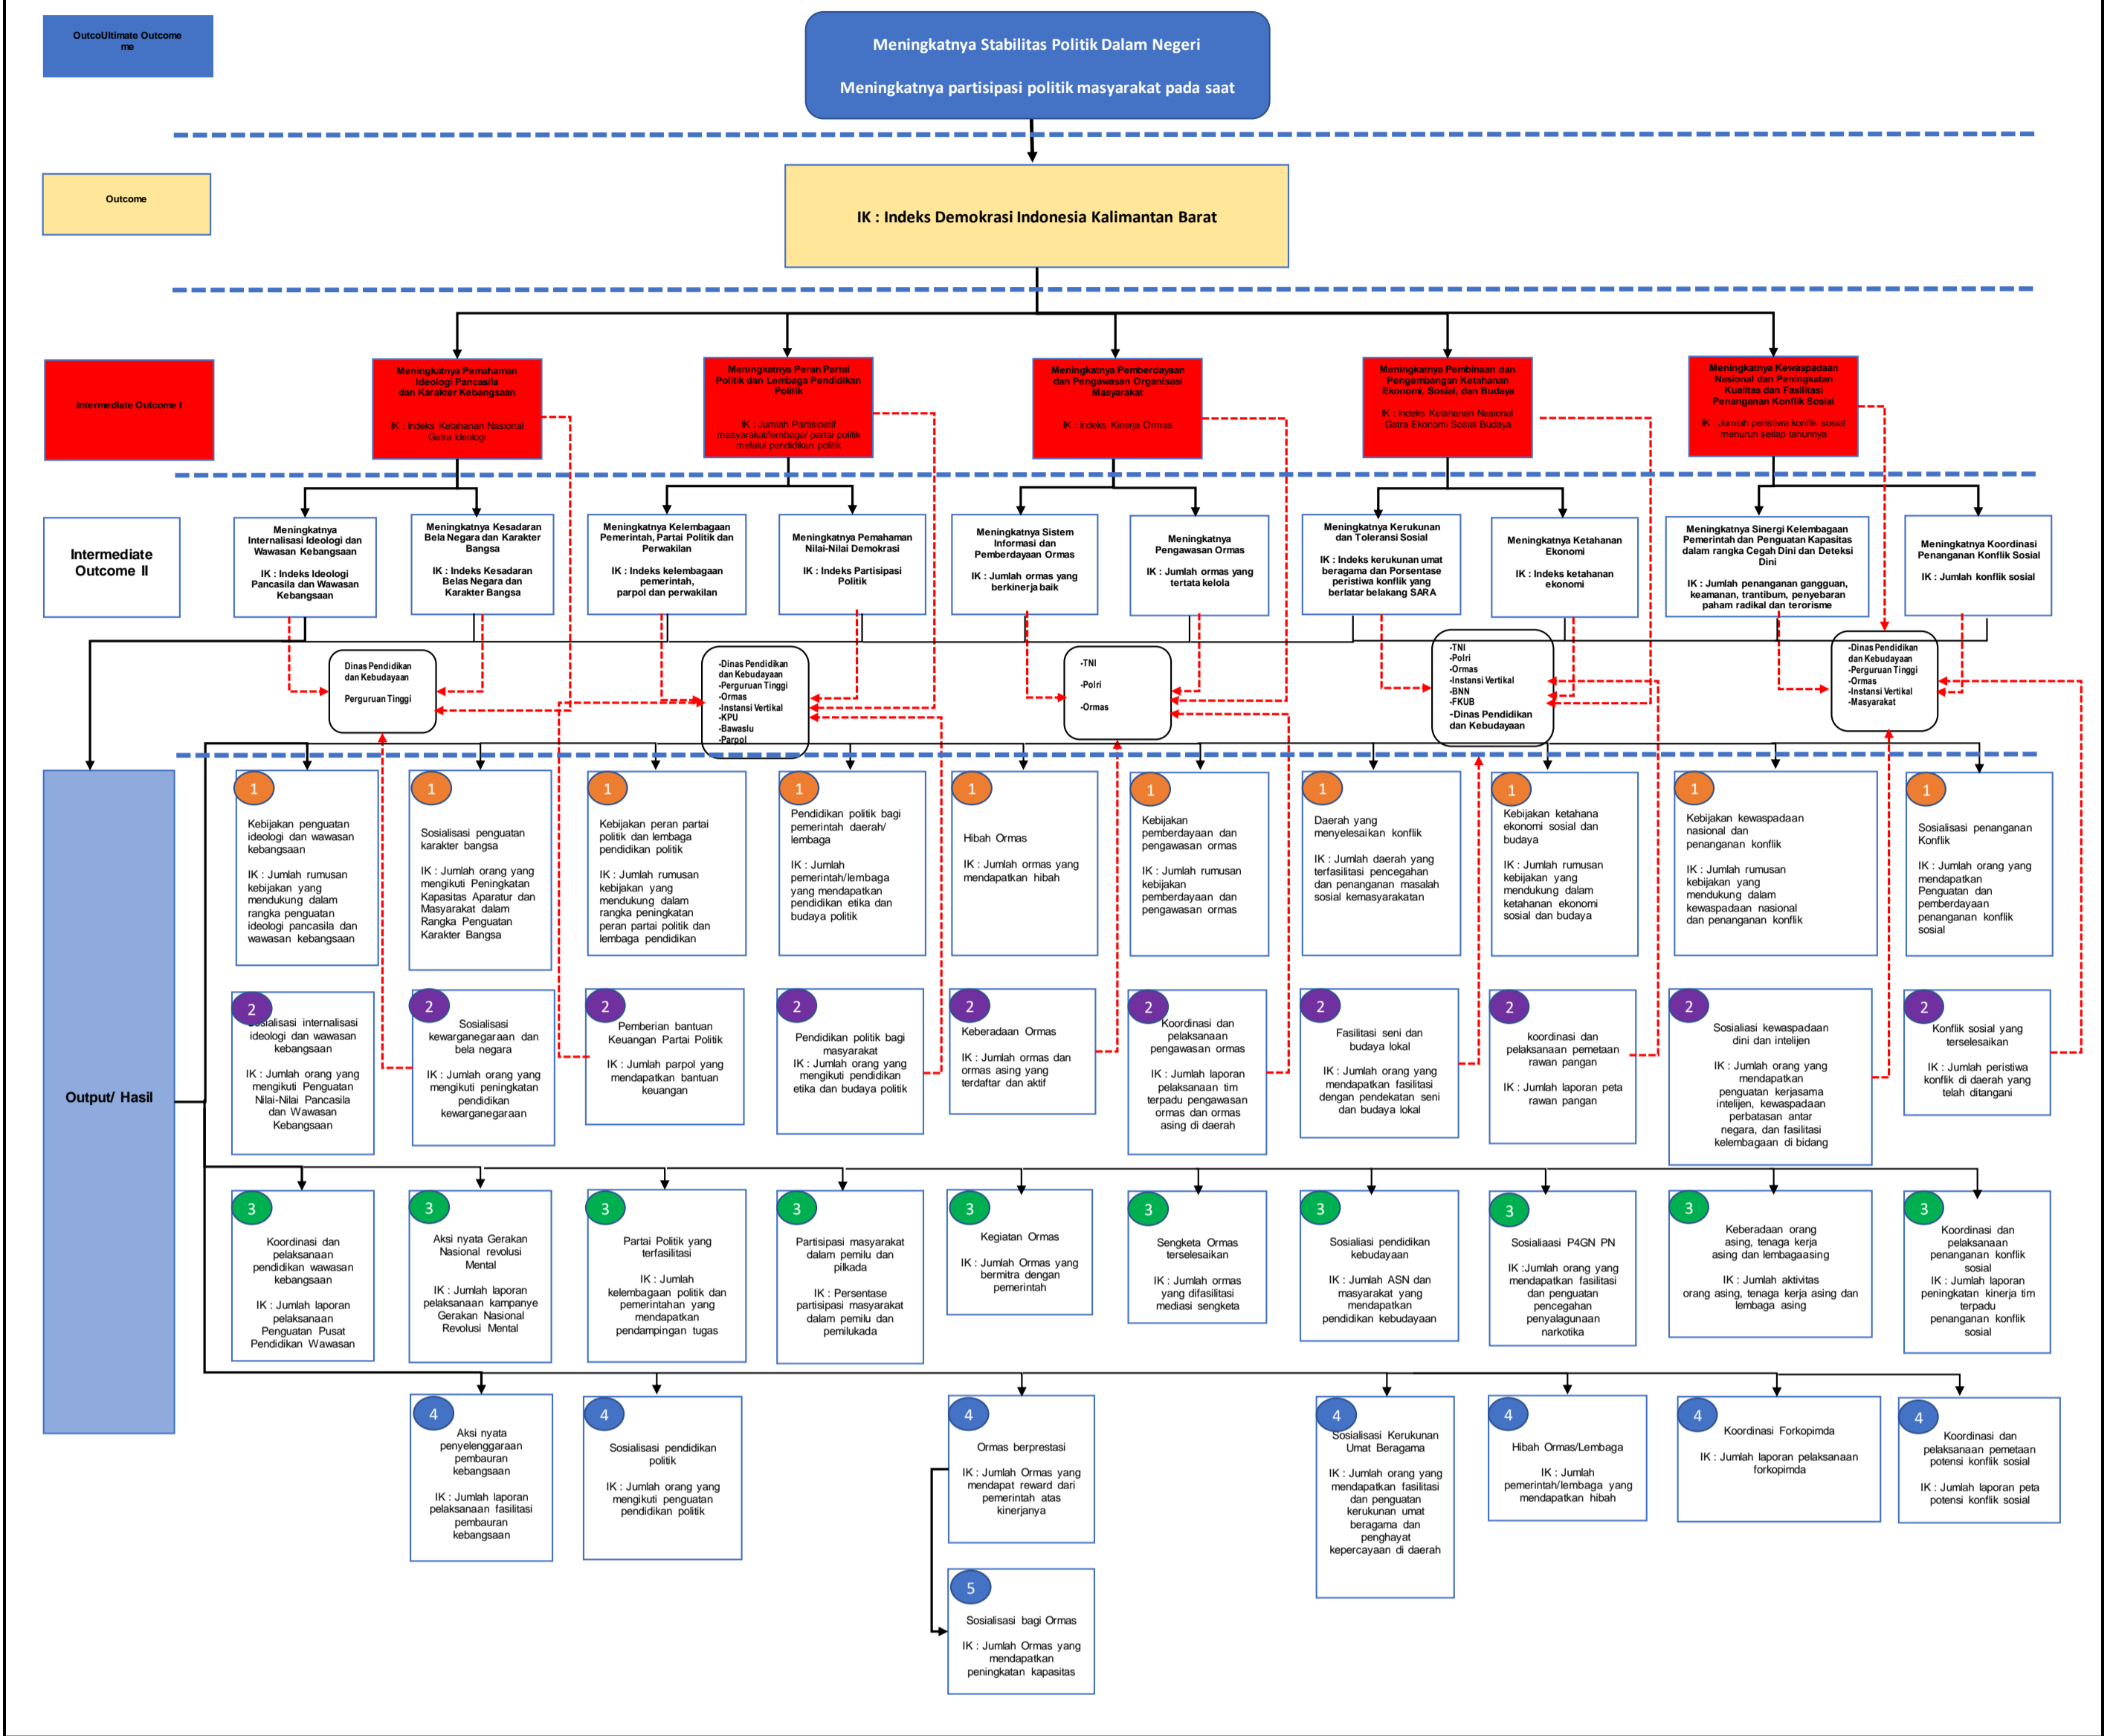 OutcoUltimate Outcome
me
Meningkatnya Stabilitas Politik Dalam Negeri
Meningkatnya partisipasi politik masyarakat pada saat
Outcome
IK : Indeks Demokrasi Indonesia Kalimantan Barat
Intermediate Outcome I
Meningkatnya Pemahaman
Ideologi Pancasila
dan Karakter Kebangsaan
IK : Indeks Ketahanan Nasional
Gatra Ideologi
Meningkatnya Peran Partai
Politik dan Lembaga Pendidikan
Politik
IK : Jumlah Partisipatif
masyarakat/lembaga/ partai politik
melalui pendidikan politik
Meningkatnya Pemberdayaan
dan Pengawasan Organisasi
Masyarakat
IK : Indeks Kinerja Ormas
Meningkatnya Pembinaan dan
Pengembangan Ketahanan
Ekonomi, Sosial, dan Budaya
IK : Indeks Ketahanan Nasional
Gatra Ekonomi Sosial Budaya
Meningkatnya Kewaspadaan
Nasional dan Peningkatan
Kualitas dan Fasilitasi
Penanganan Konflik Sosial
IK : Jumlah peristiwa konflik sosial
menurun setiap tahunnya
Intermediate
Outcome II
Meningkatnya
Internalisasi Ideologi dan
Wawasan Kebangsaan
IK : Indeks Ideologi
Pancasila dan Wawasan
Kebangsaan
Meningkatnya Kesadaran
Bela Negara dan Karakter
Bangsa
IK : Indeks Kesadaran
Belas Negara dan
Karakter Bangsa
Meningkatnya Kelembagaan
Pemerintah, Partai Politik dan
Perwakilan
IK : Indeks kelembagaan
pemerintah,
parpol dan perwakilan
Meningkatnya Pemahaman
Nilai-Nilai Demokrasi
IK : Indeks Partisipasi
Politik
Meningkatnya Sistem
Informasi dan
Pemberdayaan Ormas
IK : Jumlah ormas yang
berkinerja baik
Meningkatnya
Pengawasan Ormas
IK : Jumlah ormas yang
tertata kelola
Meningkatnya Kerukunan
dan Toleransi Sosial
IK : Indeks kerukunan umat
beragama dan Porsentase
peristiwa konflik yang
berlatar belakang SARA
Meningkatnya Ketahanan
Ekonomi
IK : Indeks ketahanan
ekonomi
Meningkatnya Sinergi Kelembagaan
Pemerintah dan Penguatan Kapasitas
dalam rangka Cegah Dini dan Deteksi
Dini
IK : Jumlah penanganan gangguan,
keamanan, trantibum, penyebaran
paham radikal dan terorisme
Meningkatnya Koordinasi
Penanganan Konflik Sosial
IK : Jumlah konflik sosial
Dinas Pendidikan
dan Kebudayaan
Perguruan Tinggi
-Dinas Pendidikan
dan Kebudayaan
-Perguruan Tinggi
-Ormas
-Instansi Vertikal
-KPU
-Bawaslu
-Parpol
-TNI
-Polri
-Ormas
-TNI
-Polri
-Ormas
-Instansi Vertikal
-BNN
-FKUB
-Dinas Pendidikan
dan Kebudayaan
-Dinas Pendidikan
dan Kebudayaan
-Perguruan Tinggi
-Ormas
-Instansi Vertikal
-Masyarakat
Output/ Hasil
1
Kebijakan penguatan
ideologi dan wawasan
kebangsaan
IK : Jumlah rumusan
kebijakan yang
mendukung dalam
rangka penguatan
ideologi pancasila dan
wawasan kebangsaan
1
Sosialisasi penguatan
karakter bangsa
IK : Jumlah orang yang
mengikuti Peningkatan
Kapasitas Aparatur dan
Masyarakat dalam
Rangka Penguatan
Karakter Bangsa
1
Kebijakan peran partai
politik dan lembaga
pendidikan politik
IK : Jumlah rumusan
kebijakan yang
mendukung dalam
rangka peningkatan
peran partai politik dan
lembaga pendidikan
1
Pendidikan politik bagi
pemerintah daerah/
lembaga
IK : Jumlah
pemerintah/lembaga
yang mendapatkan
pendidikan etika dan
budaya politik
1
Hibah Ormas
IK : Jumlah ormas yang
mendapatkan hibah
1
Kebijakan
pemberdayaan dan
pengawasan ormas
IK : Jumlah rumusan
kebijakan
pemberdayaan dan
pengawasan ormas
1
Daerah yang
menyelesaikan konflik
IK : Jumlah daerah yang
terfasilitasi pencegahan
dan penanganan masalah
sosial kemasyarakatan
1
Kebijakan ketahana
ekonomi sosial dan
budaya
IK : Jumlah rumusan
kebijakan yang
mendukung dalam
ketahanan ekonomi
sosial dan budaya
1
Kebijakan kewaspadaan
nasional dan
penanganan konflik
IK : Jumlah rumusan
kebijakan yang
mendukung dalam
kewaspadaan nasional
dan penanganan konflik
1
Sosialisasi penanganan
Konflik
IK : Jumlah orang yang
mendapatkan
Penguatan dan
pemberdayaan
penanganan konflik
sosial
2
Sosialisasi internalisasi
ideologi dan wawasan
kebangsaan
IK : Jumlah orang yang
mengikuti Penguatan
Nilai-Nilai Pancasila
dan Wawasan
Kebangsaan
2
Sosialisasi
kewarganegaraan dan
bela negara
IK : Jumlah orang yang
mengikuti peningkatan
pendidikan
kewarganegaraan
2
Pemberian bantuan
Keuangan Partai Politik
IK : Jumlah parpol yang
mendapatkan bantuan
keuangan
2
Pendidikan politik bagi
masyarakat
IK : Jumlah orang yang
mengikuti pendidikan
etika dan budaya politik
2
Keberadaan Ormas
IK : Jumlah ormas dan
ormas asing yang
terdaftar dan aktif
2
Koordinasi dan
pelaksanaan
pengawasan ormas
IK : Jumlah laporan
pelaksanaan tim
terpadu pengawasan
ormas dan ormas
asing di daerah
2
Fasilitasi seni dan
budaya lokal
IK : Jumlah orang yang
mendapatkan fasilitasi
dengan pendekatan seni
dan budaya lokal
2
koordinasi dan
pelaksanaan pemetaan
rawan pangan
IK : Jumlah laporan peta
rawan pangan
2
Sosialiasi kewaspadaan
dini dan intelijen
IK : Jumlah orang yang
mendapatkan
penguatan kerjasama
intelijen, kewaspadaan
perbatasan antar
negara, dan fasilitasi
kelembagaan di bidang
2
Konflik sosial yang
terselesaikan
IK : Jumlah peristiwa
konflik di daerah yang
telah ditangani
3
Koordinasi dan
pelaksanaan
pendidikan wawasan
kebangsaan
IK : Jumlah laporan
pelaksanaan
Penguatan Pusat
Pendidikan Wawasan
3
Aksi nyata Gerakan
Nasional revolusi
Mental
IK : Jumlah laporan
pelaksanaan kampanye
Gerakan Nasional
Revolusi Mental
3
Partai Politik yang
terfasilitasi
IK : Jumlah
kelembagaan politik dan
pemerintahan yang
mendapatkan
pendampingan tugas
3
Partisipasi masyarakat
dalam pemilu dan
pilkada
IK : Persentase
partisipasi masyarakat
dalam pemilu dan
pemilukada
3
Kegiatan Ormas
IK : Jumlah Ormas yang
bermitra dengan
pemerintah
3
Sengketa Ormas
terselesaikan
IK : Jumlah ormas
yang difasilitasi
mediasi sengketa
3
Sosialiasi pendidikan
kebudayaan
IK : Jumlah ASN dan
masyarakat yang
mendapatkan
pendidikan kebudayaan
3
Sosialiaasi P4GN PN
IK :Jumlah orang yang
mendapatkan fasilitasi
dan penguatan
pencegahan
penyalagunaan
narkotika
3
Keberadaan orang
asing, tenaga kerja
asing dan lembagaasing
IK : Jumlah aktivitas
orang asing, tenaga kerja asing dan
lembaga asing
3
Koordinasi dan
pelaksanaan
penanganan konflik
sosial
IK : Jumlah laporan
peningkatan kinerja tim
terpadu
penanganan konflik
sosial
4
Aksi nyata
penyelenggaraan
pembauran
kebangsaan
IK : Jumlah laporan
pelaksanaan fasilitasi
pembauran
kebangsaan
4
Sosialisasi pendidikan
politik
IK : Jumlah orang yang
mengikuti penguatan
pendidikan politik
4
Ormas berprestasi
IK : Jumlah Ormas yang
mendapat reward dari
pemerintah atas
kinerjanya
4
Sosialisasi Kerukunan
Umat Beragama
IK : Jumlah orang yang
mendapatkan fasilitasi
dan penguatan
kerukunan umat
beragama dan
penghayat
kepercayaan di daerah
4
Hibah Ormas/Lembaga
IK : Jumlah
pemerintah/lembaga yang
mendapatkan hibah
4
Koordinasi Forkopimda
IK : Jumlah laporan pelaksanaan
forkopimda
4
Koordinasi dan
pelaksanaan pemetaan
potensi konflik sosial
IK : Jumlah laporan peta
potensi konflik sosial
5
Sosialisasi bagi Ormas
IK : Jumlah Ormas yang
mendapatkan
peningkatan kapasitas